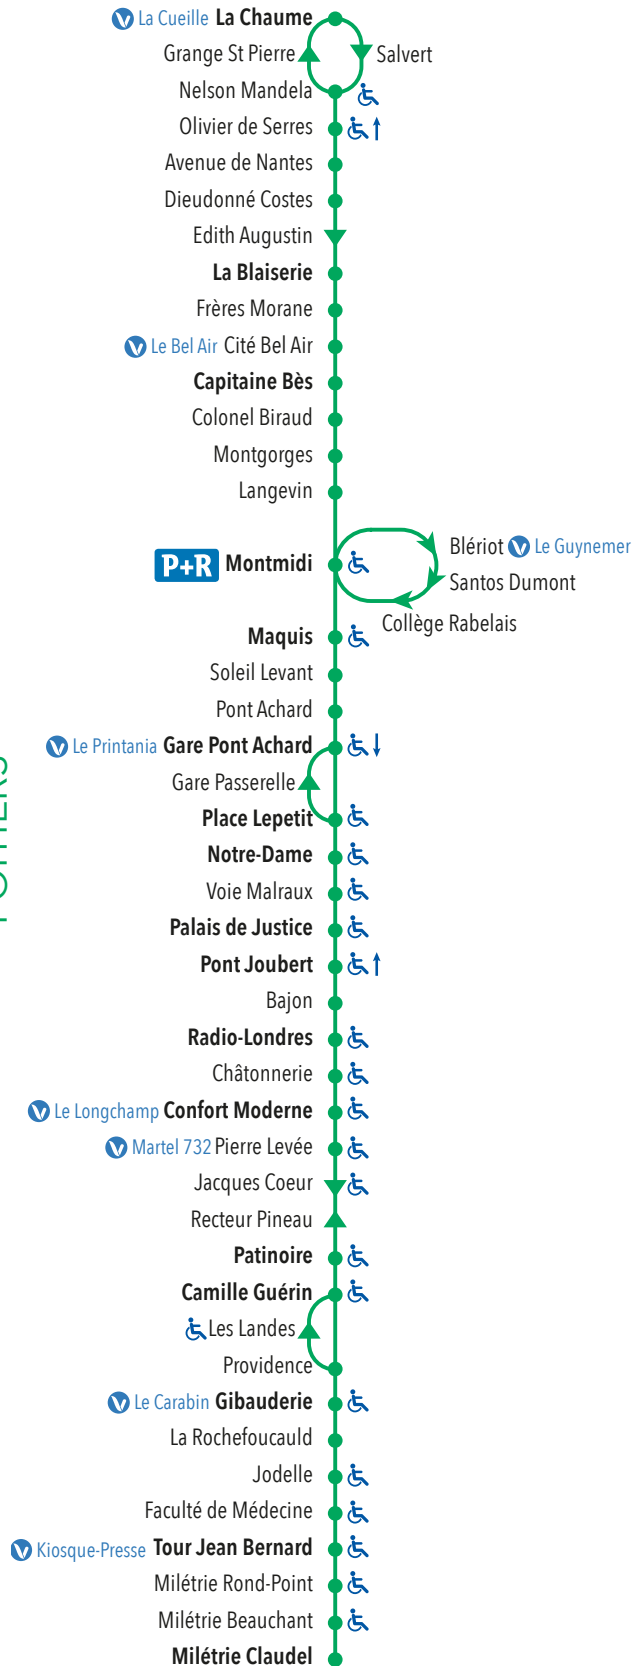 La Cueille La Chaume
Grange St Pierre Salvert
Nelson Mandela
Olivier de Serres
Avenue de Nantes
Dieudonné Costes
Edith Augustin
La Blaiserie
Frères Morane
Le Bel Air Cité Bel Air
Capitaine Bès
Colonel Biraud
Montgorges
Langevin
Blériot Le Guynemer
P+R Montmidi
Santos Dumont
Collège Rabelais
Maquis
Soleil Levant
Pont Achard
Le Printania Gare Pont Achard
Gare Passerelle
Place Lepetit
Notre-Dame
Voie Malraux
Palais de Justice
Pont Joubert
Bajon
Radio-Londres
Châtonnerie
Le Longchamp Confort Moderne
Martel 732 Pierre Levée
Jacques Coeur
Recteur Pineau
Patinoire
Camille Guérin
Les Landes
Providence
Le Carabin Gibauderie
La Rochefoucauld
Jodelle
Faculté de Médecine
Kiosque-Presse Tour Jean Bernard
Milétrie Rond-Point
Milétrie Beauchant
Milétrie Claudel